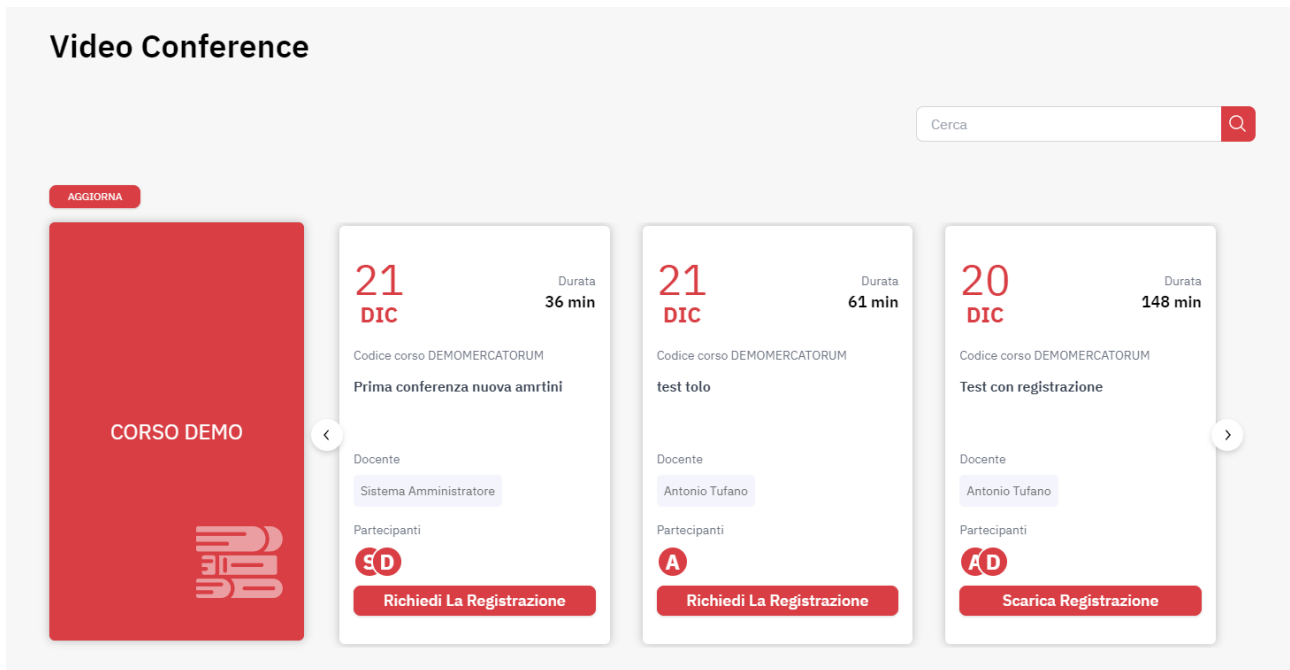 Video Conference
Cerca
AGGIORNA
CORSO DEMO
21
DIC
Durata
36 min
Codice corso DEMOMERCATORUM
Prima conferenza nuova amrtini
Docente
Sistema Amministratore
Partecipanti
S D
Richiedi La Registrazione
21
DIC
Durata
61 min
Codice corso DEMOMERCATORUM
test tolo
Docente
Antonio Tufano
Partecipanti
A
Richiedi La Registrazione
20
DIC
Durata
148 min
Codice corso DEMOMERCATORUM
Test con registrazione
Docente
Antonio Tufano
Partecipanti
A D
Scarica Registrazione